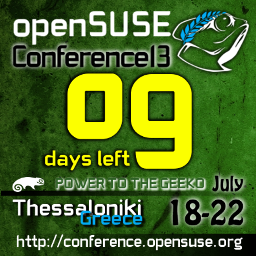 openSUSE
Conference13
09
days left
POWER TO THE GEEKO July
Thessaloniki
Greece
18-22
http://conference.opensuse.org